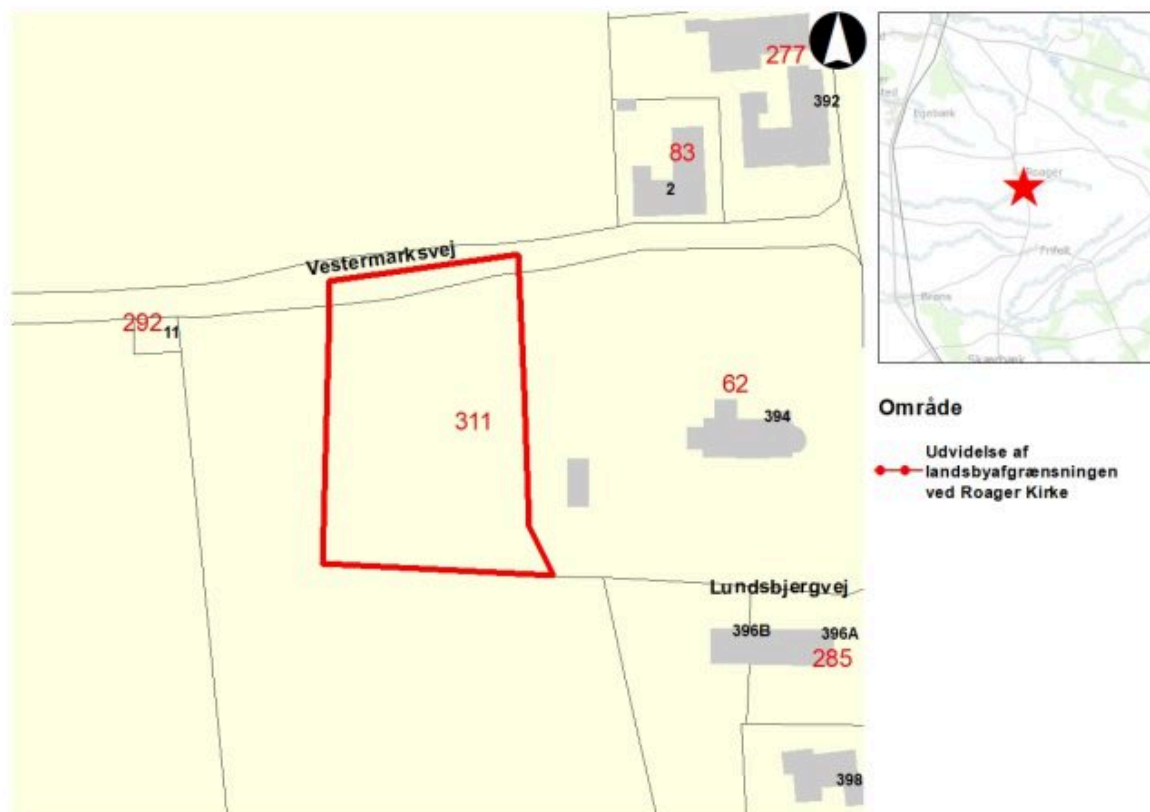 277
392
83
2
Vestermarksvej
292
11
311
62
394
Lundsbjergvej
396B
396A
285
398
Egebæk
Roager
Frifelt
Brøns
Skærbæk
Område
Udvidelse af
landsbyafgrænsningen
ved Roager Kirke